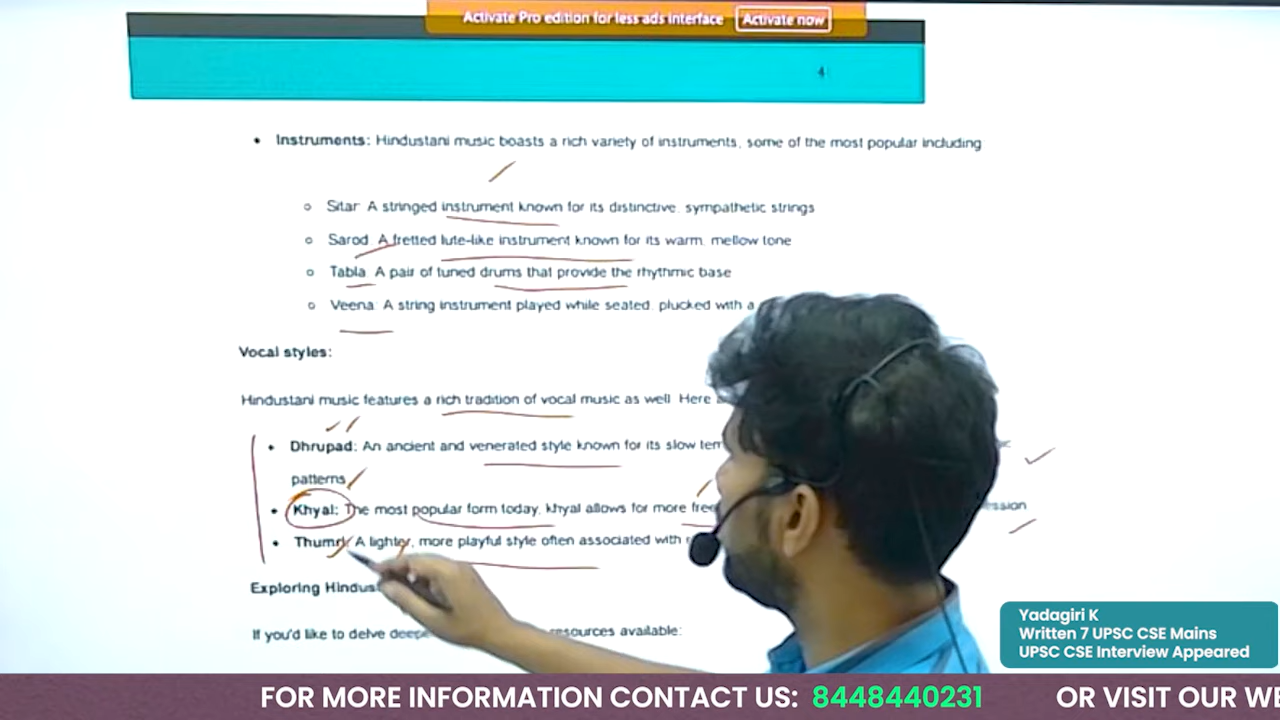 Activate Pro edition for less ads interface Activate now
4
• Instruments: Hindustani music boasts a rich variety of instruments, some of the most popular including
o Sitar A stringed instrument known for its distinctive, sympathetic strings
o Sarod A fretted lute-like instrument known for its warm, mellow tone
o Tabla A pair of tuned drums that provide the rhythmic base
o Veena A string instrument played while seated, plucked with a
Vocal styles:
Hindustani music features a rich tradition of vocal music as well Here
• Dhrupad: An ancient and venerated style known for its slow
patterns
• Khyal: The most popular form today, khyal allows for more
• Thumri A lighter, more playful style often associated with
Exploring
If you'd like to delve resources available:
Yadagiri K
Written 7 UPSC CSE Mains
UPSC CSE Interview Appeared
FOR MORE INFORMATION CONTACT US: 8448440231 OR VISIT OUR